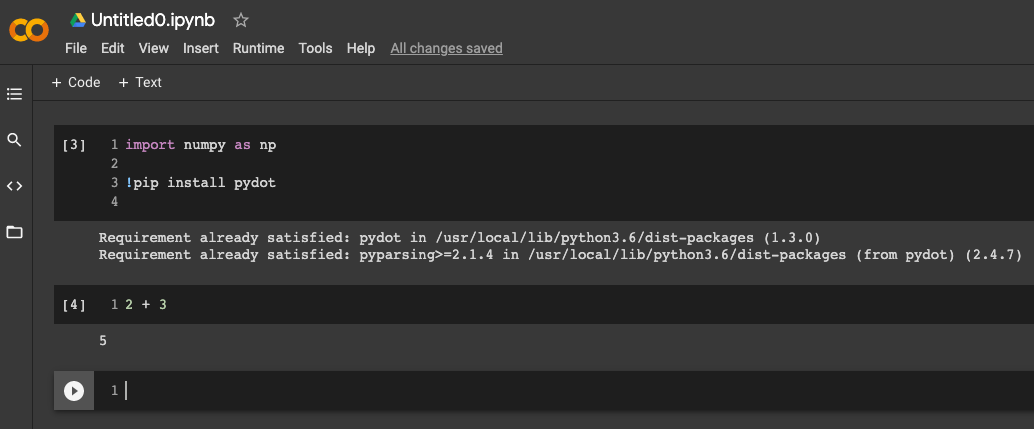 Untitled0.ipynb
File Edit View Insert Runtime Tools Help All changes saved
+ Code + Text
[3] 1 import numpy as np
2
3 !pip install pydot
4
Requirement already satisfied: pydot in /usr/local/lib/python3.6/dist-packages (1.3.0)
Requirement already satisfied: pyparsing>=2.1.4 in /usr/local/lib/python3.6/dist-packages (from pydot) (2.4.7)
[4] 1 2 + 3
5
1